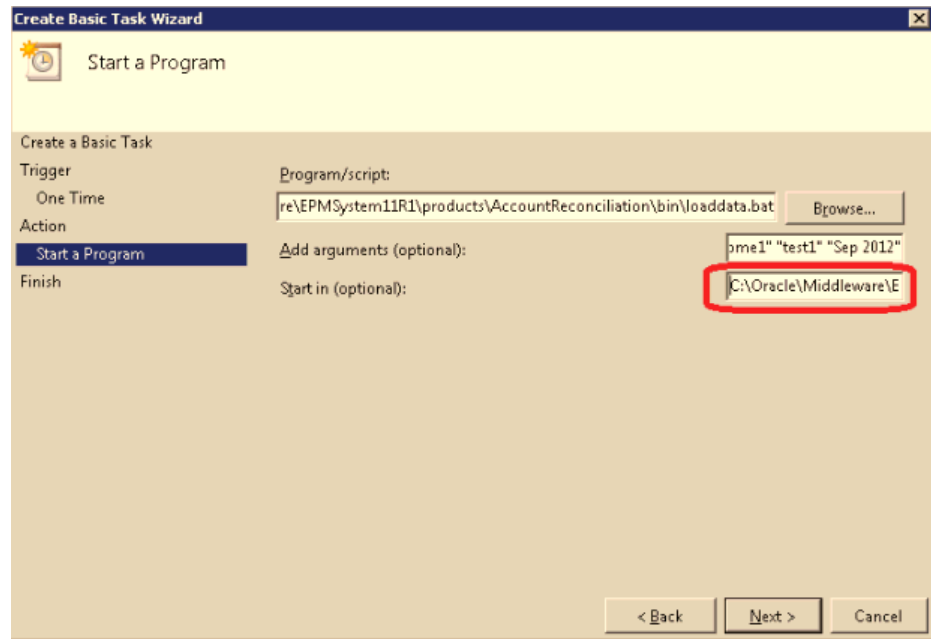 Create Basic Task Wizard
Start a Program
Create a Basic Task
Trigger
One Time
Action
Start a Program
Finish
Program/script:
re\EPMSystem11R1\products\AccountReconciliation\bin\loaddata.bat
Browse...
Add arguments (optional):
ome1" "test1" "Sep 2012"
Start in (optional):
C:\Oracle\Middleware\E
< Back
Next >
Cancel